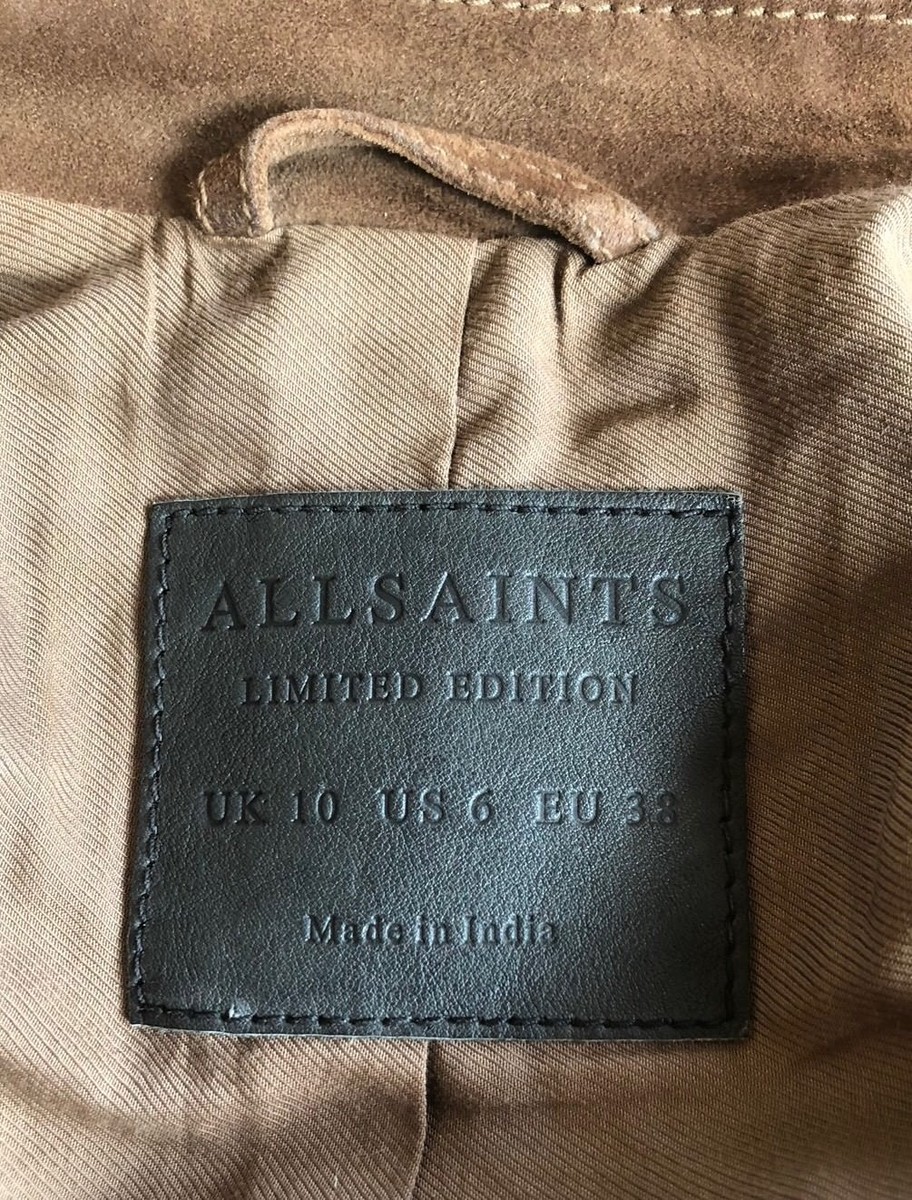 ALLSAINTS
LIMITED EDITION
UK 10 US 6 EU 38
Made in India